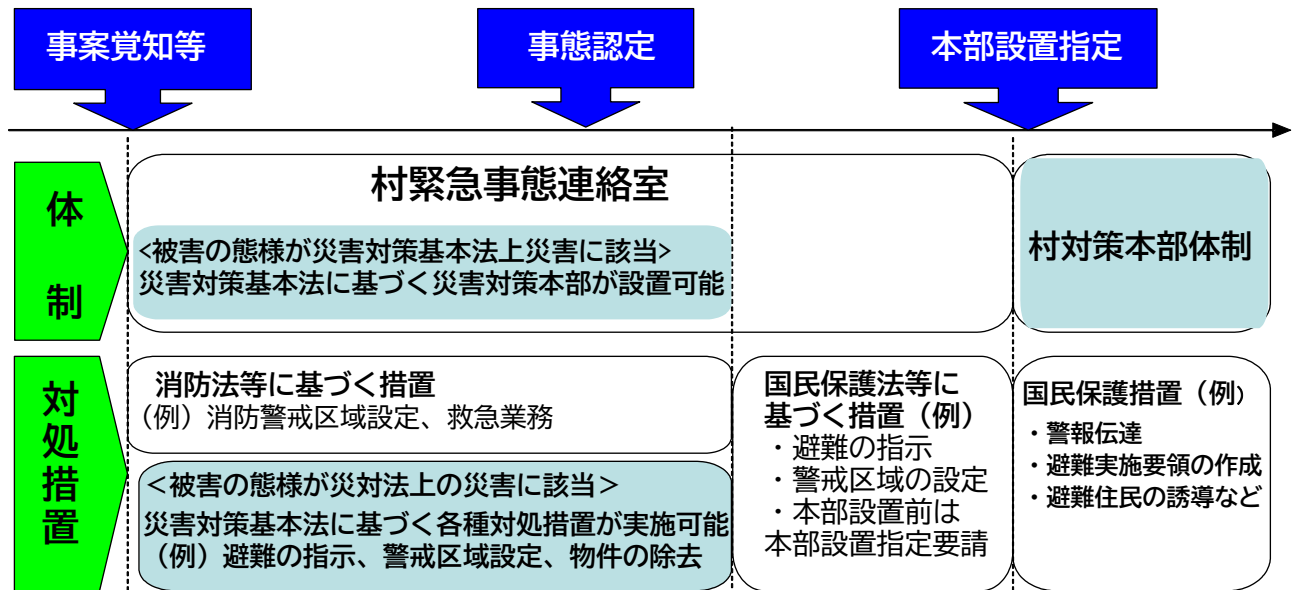 事案覚知等
事態認定
本部設置指定
体制
村緊急事態連絡室
<被害の態様が災害対策基本法上災害に該当>
災害対策基本法に基づく災害対策本部が設置可能
村対策本部体制
対処措置
消防法等に基づく措置
（例）消防警戒区域設定、救急業務
＜被害の態様が災対法上の災害に該当＞
災害対策基本法に基づく各種対処措置が実施可能
（例）避難の指示、警戒区域設定、物件の除去
国民保護法等に
基づく措置（例）
・避難の指示
・警戒区域の設定
・本部設置前は
本部設置指定要請
国民保護措置（例）
・警報伝達
・避難実施要領の作成
・避難住民の誘導など